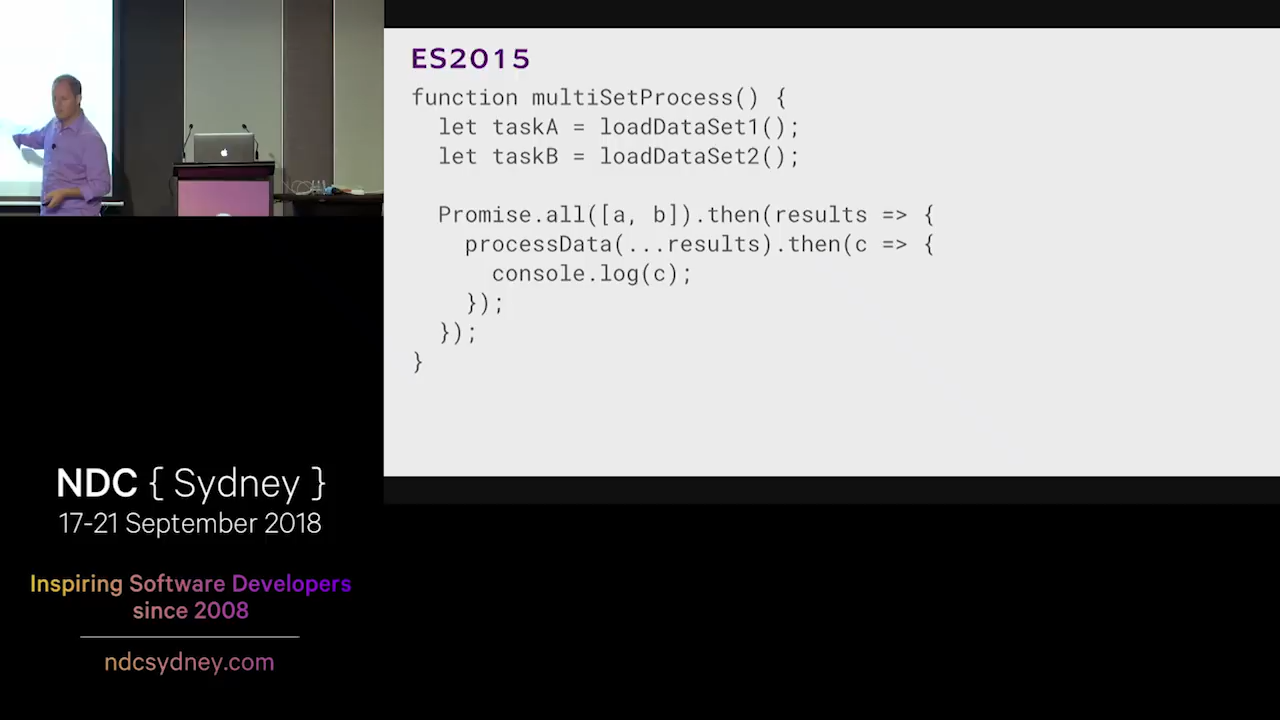 ES2015
function multiSetProcess() {
  let taskA = loadDataSet1();
  let taskB = loadDataSet2();

  Promise.all([a, b]).then(results => {
    processData(...results).then(c => {
      console.log(c);
    });
  });
}
NDC { Sydney }
17-21 September 2018
Inspiring Software Developers
since 2008
ndcsydney.com